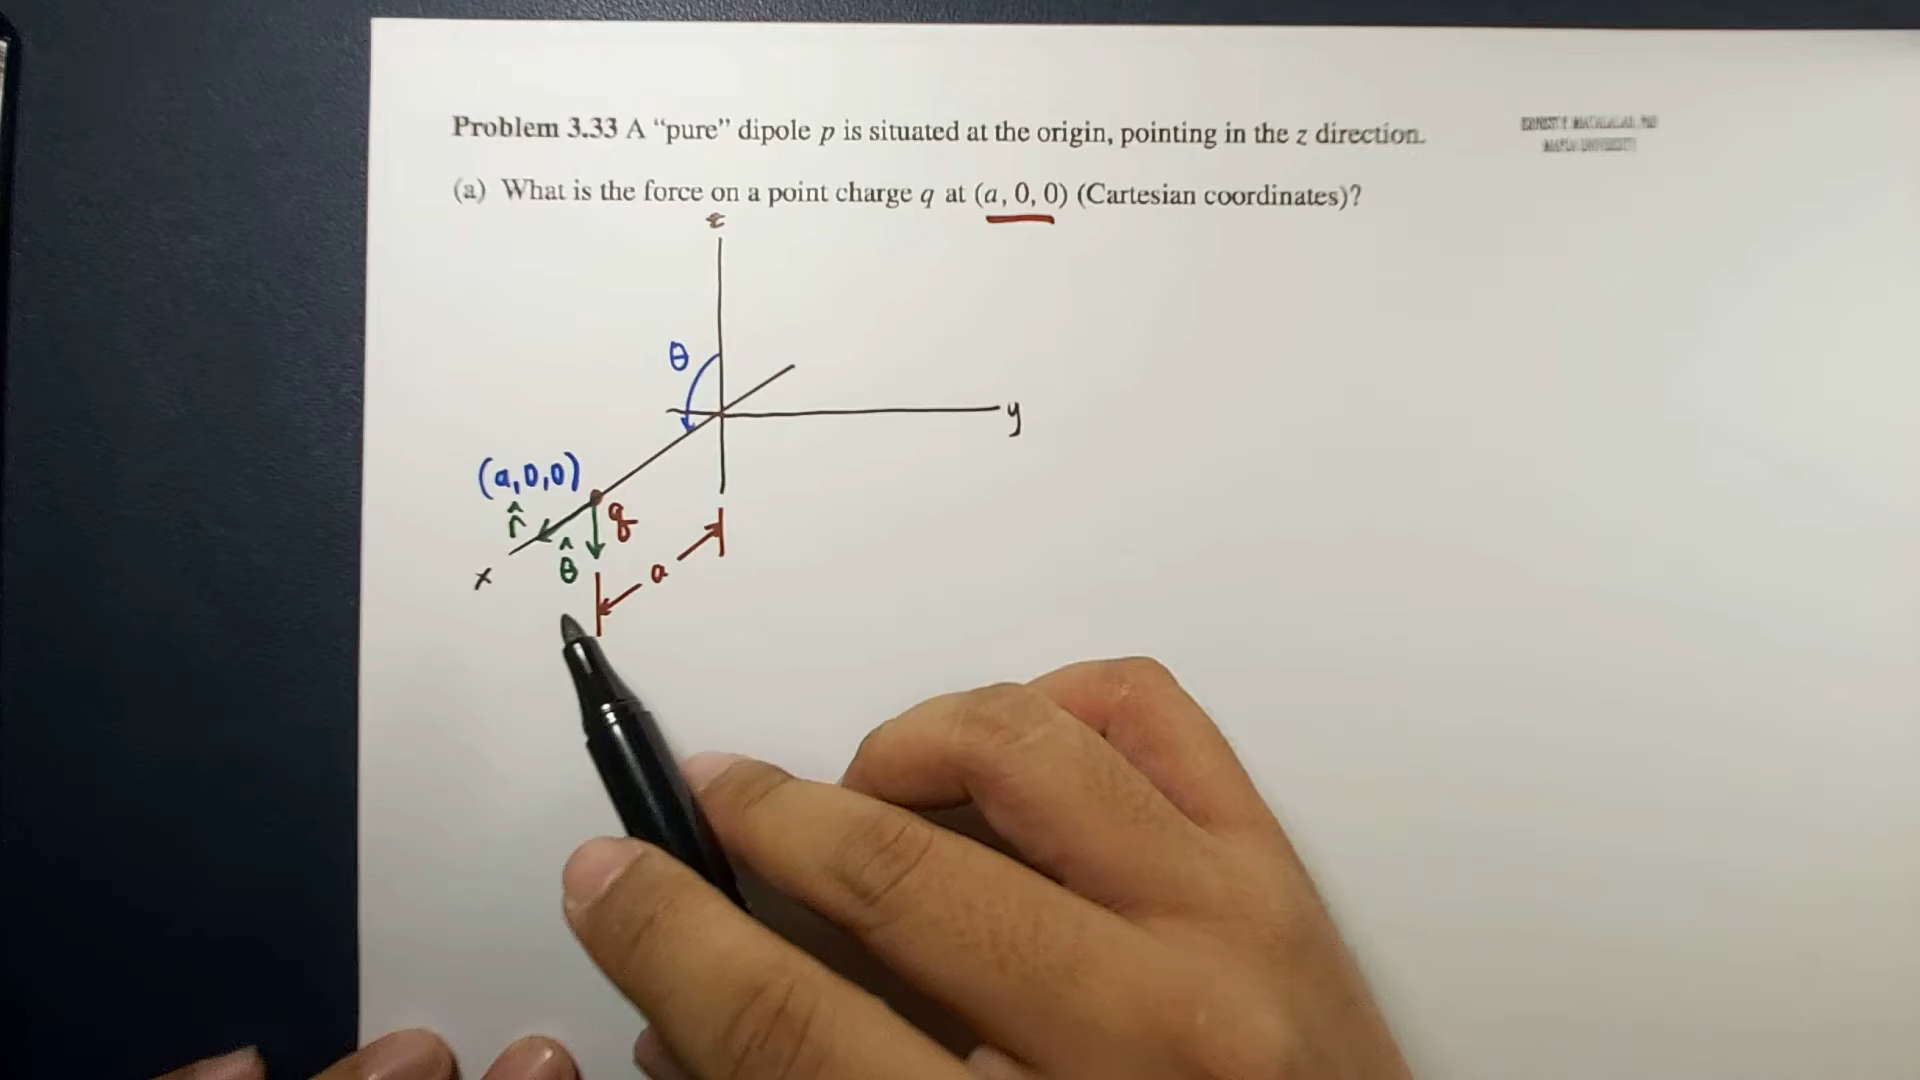 Problem 3.33 A “pure” dipole p is situated at the origin, pointing in the z direction.
(a) What is the force on a point charge q at (a, 0, 0) (Cartesian coordinates)?
z
θ
y
(a,0,0)
r̂
q
θ̂
a
x